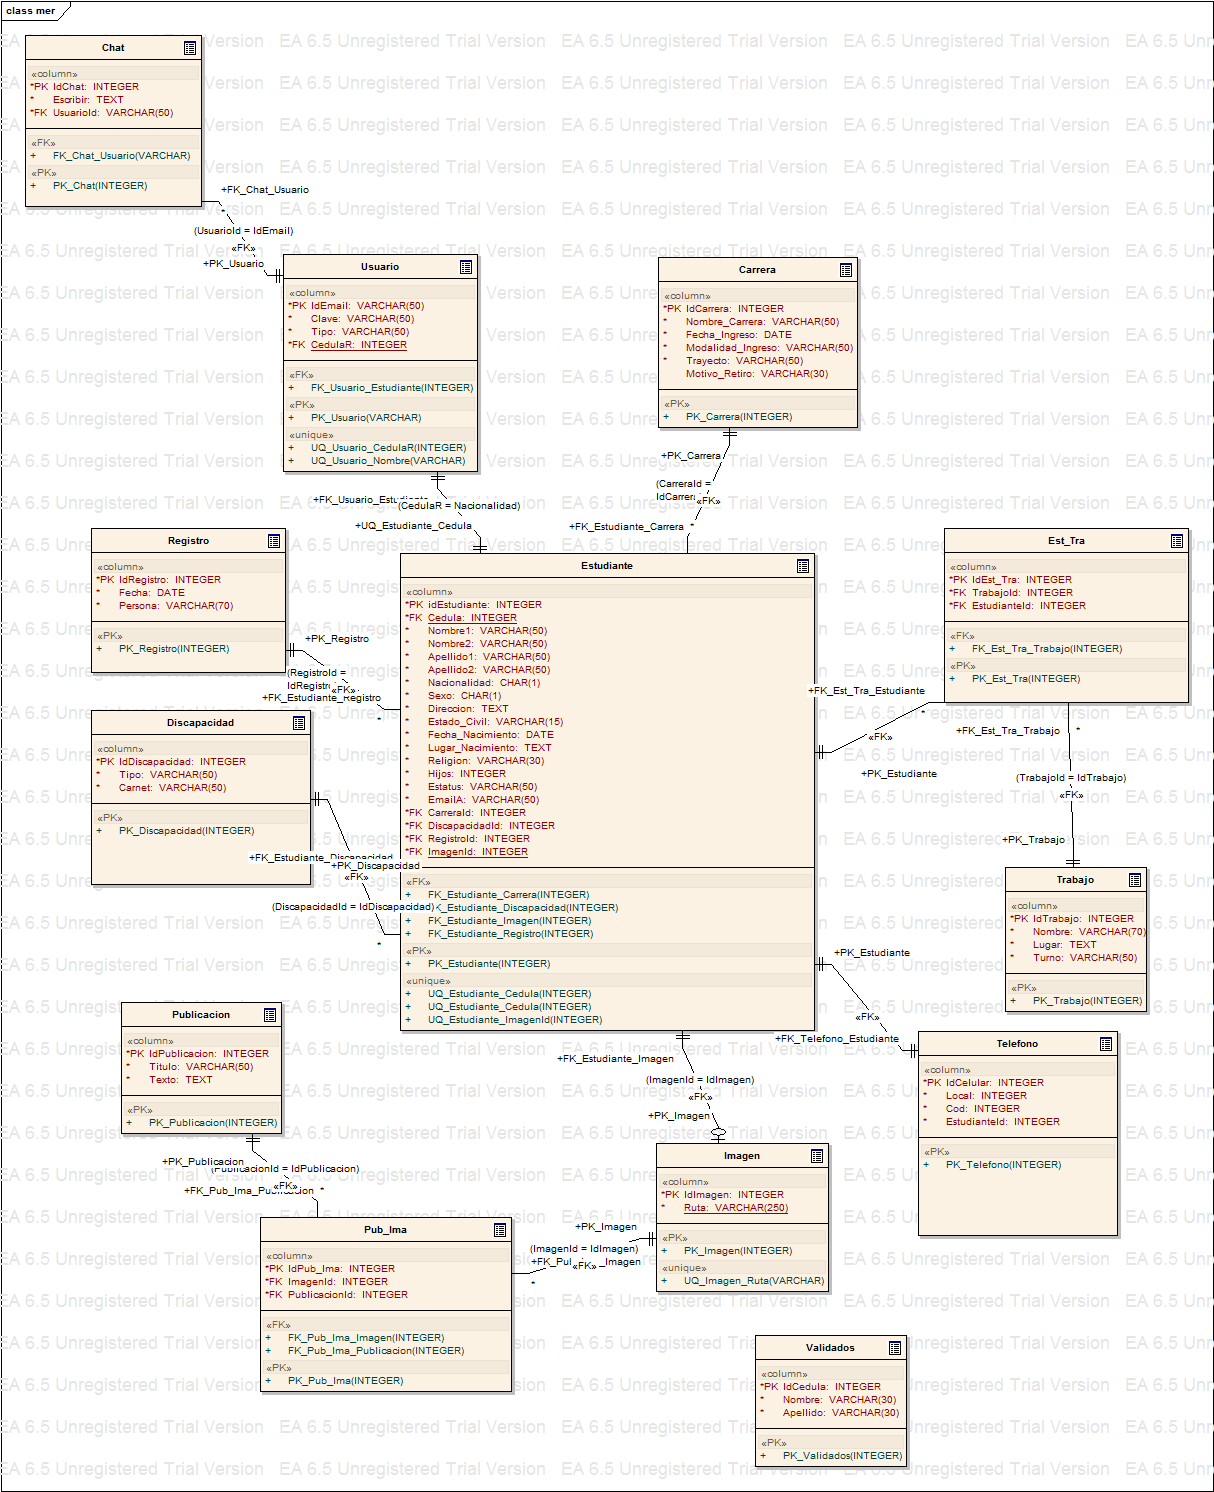 class mer
EA 6.5 Unregistered Trial Version
Chat
«column»
*PK IdChat: INTEGER
* Escribir: TEXT
*FK UsuarioId: VARCHAR(50)
«FK»
+ FK_Chat_Usuario(VARCHAR)
«PK»
+ PK_Chat(INTEGER)
+FK_Chat_Usuario
*
(UsuarioId = IdEmail)
«FK»
+PK_Usuario
Usuario
«column»
*PK IdEmail: VARCHAR(50)
* Clave: VARCHAR(50)
* Tipo: VARCHAR(50)
*FK CedulaR: INTEGER
«FK»
+ FK_Usuario_Estudiante(INTEGER)
«PK»
+ PK_Usuario(VARCHAR)
«unique»
+ UQ_Usuario_CedulaR(INTEGER)
+ UQ_Usuario_Nombre(VARCHAR)
Carrera
«column»
*PK IdCarrera: INTEGER
* Nombre_Carrera: VARCHAR(50)
* Fecha_Ingreso: DATE
* Modalidad_Ingreso: VARCHAR(50)
* Trayecto: VARCHAR(50)
Motivo_Retiro: VARCHAR(30)
«PK»
+ PK_Carrera(INTEGER)
+PK_Carrera
(CarreraId =
IdCarrera
«FK»
+FK_Estudiante_Carrera *
+FK_Usuario_Estudiante
(CedulaR = Nacionalidad)
+UQ_Estudiante_Cedula
Registro
«column»
*PK IdRegistro: INTEGER
* Fecha: DATE
* Persona: VARCHAR(70)
«PK»
+ PK_Registro(INTEGER)
+PK_Registro
(RegistroId =
IdRegistro
«FK»
+FK_Estudiante_Registro
*
Estudiante
«column»
*PK idEstudiante: INTEGER
*FK Cedula: INTEGER
* Nombre1: VARCHAR(50)
* Nombre2: VARCHAR(50)
* Apellido1: VARCHAR(50)
* Apellido2: VARCHAR(50)
* Nacionalidad: CHAR(1)
* Sexo: CHAR(1)
* Direccion: TEXT
* Estado_Civil: VARCHAR(15)
* Fecha_Nacimiento: DATE
* Lugar_Nacimiento: TEXT
* Religion: VARCHAR(30)
* Hijos: INTEGER
* Estatus: VARCHAR(50)
* EmailA: VARCHAR(50)
*FK CarreraId: INTEGER
*FK DiscapacidadId: INTEGER
*FK RegistroId: INTEGER
*FK ImagenId: INTEGER
«FK»
+ FK_Estudiante_Carrera(INTEGER)
FK_Estudiante_Discapacidad(INTEGER)
+ FK_Estudiante_Imagen(INTEGER)
+ FK_Estudiante_Registro(INTEGER)
«PK»
+ PK_Estudiante(INTEGER)
«unique»
+ UQ_Estudiante_Cedula(INTEGER)
+ UQ_Estudiante_Cedula(INTEGER)
+ UQ_Estudiante_ImagenId(INTEGER)
Est_Tra
«column»
*PK IdEst_Tra: INTEGER
*FK TrabajoId: INTEGER
*FK EstudianteId: INTEGER
«FK»
+ FK_Est_Tra_Trabajo(INTEGER)
«PK»
+ PK_Est_Tra(INTEGER)
+FK_Est_Tra_Estudiante
*
«FK»
+PK_Estudiante
+FK_Est_Tra_Trabajo *
(TrabajoId = IdTrabajo)
«FK»
+PK_Trabajo
Discapacidad
«column»
*PK IdDiscapacidad: INTEGER
* Tipo: VARCHAR(50)
* Carnet: VARCHAR(50)
«PK»
+ PK_Discapacidad(INTEGER)
+FK_Estudiante_Discapacidad
+PK_Discapacidad
«FK»
(DiscapacidadId = IdDiscapacidad)
*
Trabajo
«column»
*PK IdTrabajo: INTEGER
* Nombre: VARCHAR(70)
* Lugar: TEXT
* Turno: VARCHAR(50)
«PK»
+ PK_Trabajo(INTEGER)
+PK_Estudiante
«FK»
+FK_Telefono_Estudiante
Telefono
«column»
*PK IdCelular: INTEGER
* Local: INTEGER
* Cod: INTEGER
* EstudianteId: INTEGER
«PK»
+ PK_Telefono(INTEGER)
Publicacion
«column»
*PK IdPublicacion: INTEGER
* Titulo: VARCHAR(50)
* Texto: TEXT
«PK»
+ PK_Publicacion(INTEGER)
+PK_Publicacion
(PublicacionId = IdPublicacion)
«FK»
+FK_Pub_Ima_Publicacion *
+FK_Estudiante_Imagen
(ImagenId = IdImagen)
«FK»
+PK_Imagen
Imagen
«column»
*PK IdImagen: INTEGER
* Ruta: VARCHAR(250)
«PK»
+ PK_Imagen(INTEGER)
«unique»
+ UQ_Imagen_Ruta(VARCHAR)
+PK_Imagen
(ImagenId = IdImagen)
+FK_Pub_Ima_Imagen
«FK»
*
Pub_Ima
«column»
*PK IdPub_Ima: INTEGER
*FK ImagenId: INTEGER
*FK PublicacionId: INTEGER
«FK»
+ FK_Pub_Ima_Imagen(INTEGER)
+ FK_Pub_Ima_Publicacion(INTEGER)
«PK»
+ PK_Pub_Ima(INTEGER)
Validados
«column»
*PK IdCedula: INTEGER
* Nombre: VARCHAR(30)
* Apellido: VARCHAR(30)
«PK»
+ PK_Validados(INTEGER)